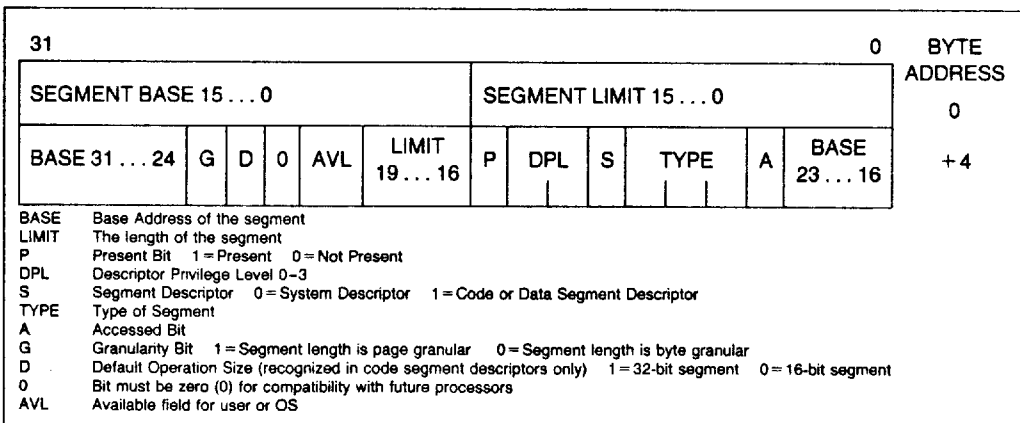 31 0 BYTE
ADDRESS
SEGMENT BASE 15 . . . 0 SEGMENT LIMIT 15 . . . 0 0
BASE 31 . . . 24 G D 0 AVL LIMIT 19 . . . 16 P DPL S TYPE A BASE 23 . . . 16 +4
BASE Base Address of the segment
LIMIT The length of the segment
P Present Bit 1=Present 0=Not Present
DPL Descriptor Privilege Level 0–3
S Segment Descriptor 0=System Descriptor 1=Code or Data Segment Descriptor
TYPE Type of Segment
A Accessed Bit
G Granularity Bit 1=Segment length is page granular 0=Segment length is byte granular
D Default Operation Size (recognized in code segment descriptors only) 1=32-bit segment 0=16-bit segment
0 Bit must be zero (0) for compatibility with future processors
AVL Available field for user or OS